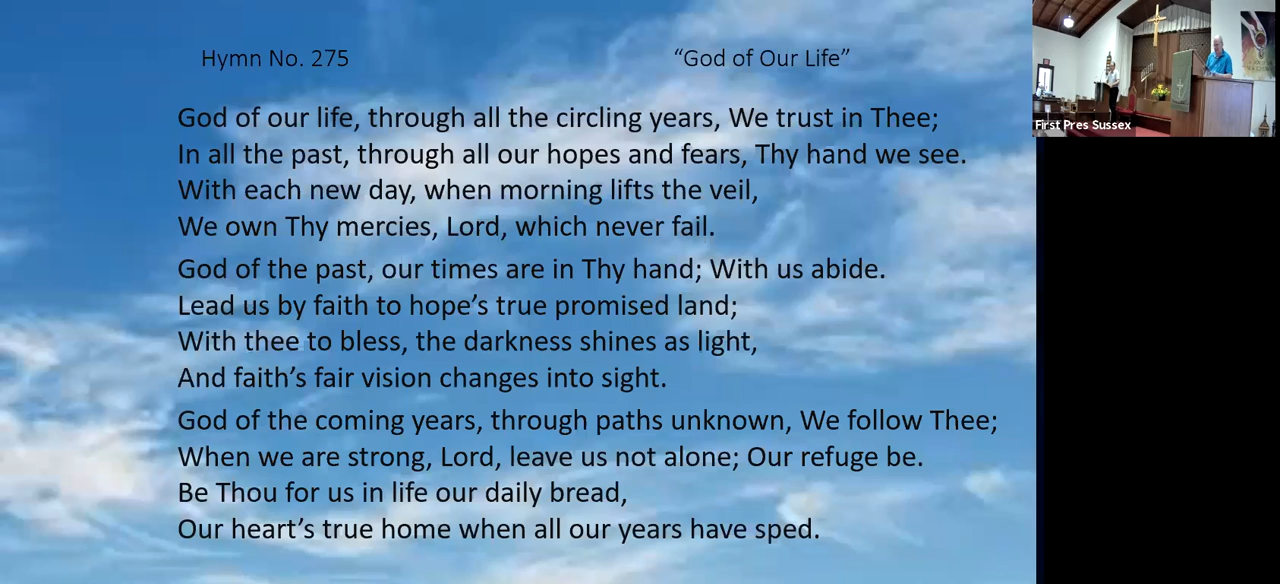 Hymn No. 275 “God of Our Life”
God of our life, through all the circling years, We trust in Thee;
In all the past, through all our hopes and fears, Thy hand we see.
With each new day, when morning lifts the veil,
We own Thy mercies, Lord, which never fail.
God of the past, our times are in Thy hand; With us abide.
Lead us by faith to hope’s true promised land;
With thee to bless, the darkness shines as light,
And faith’s fair vision changes into sight.
God of the coming years, through paths unknown, We follow Thee;
When we are strong, Lord, leave us not alone; Our refuge be.
Be Thou for us in life our daily bread,
Our heart’s true home when all our years have sped.
First Pres Sussex